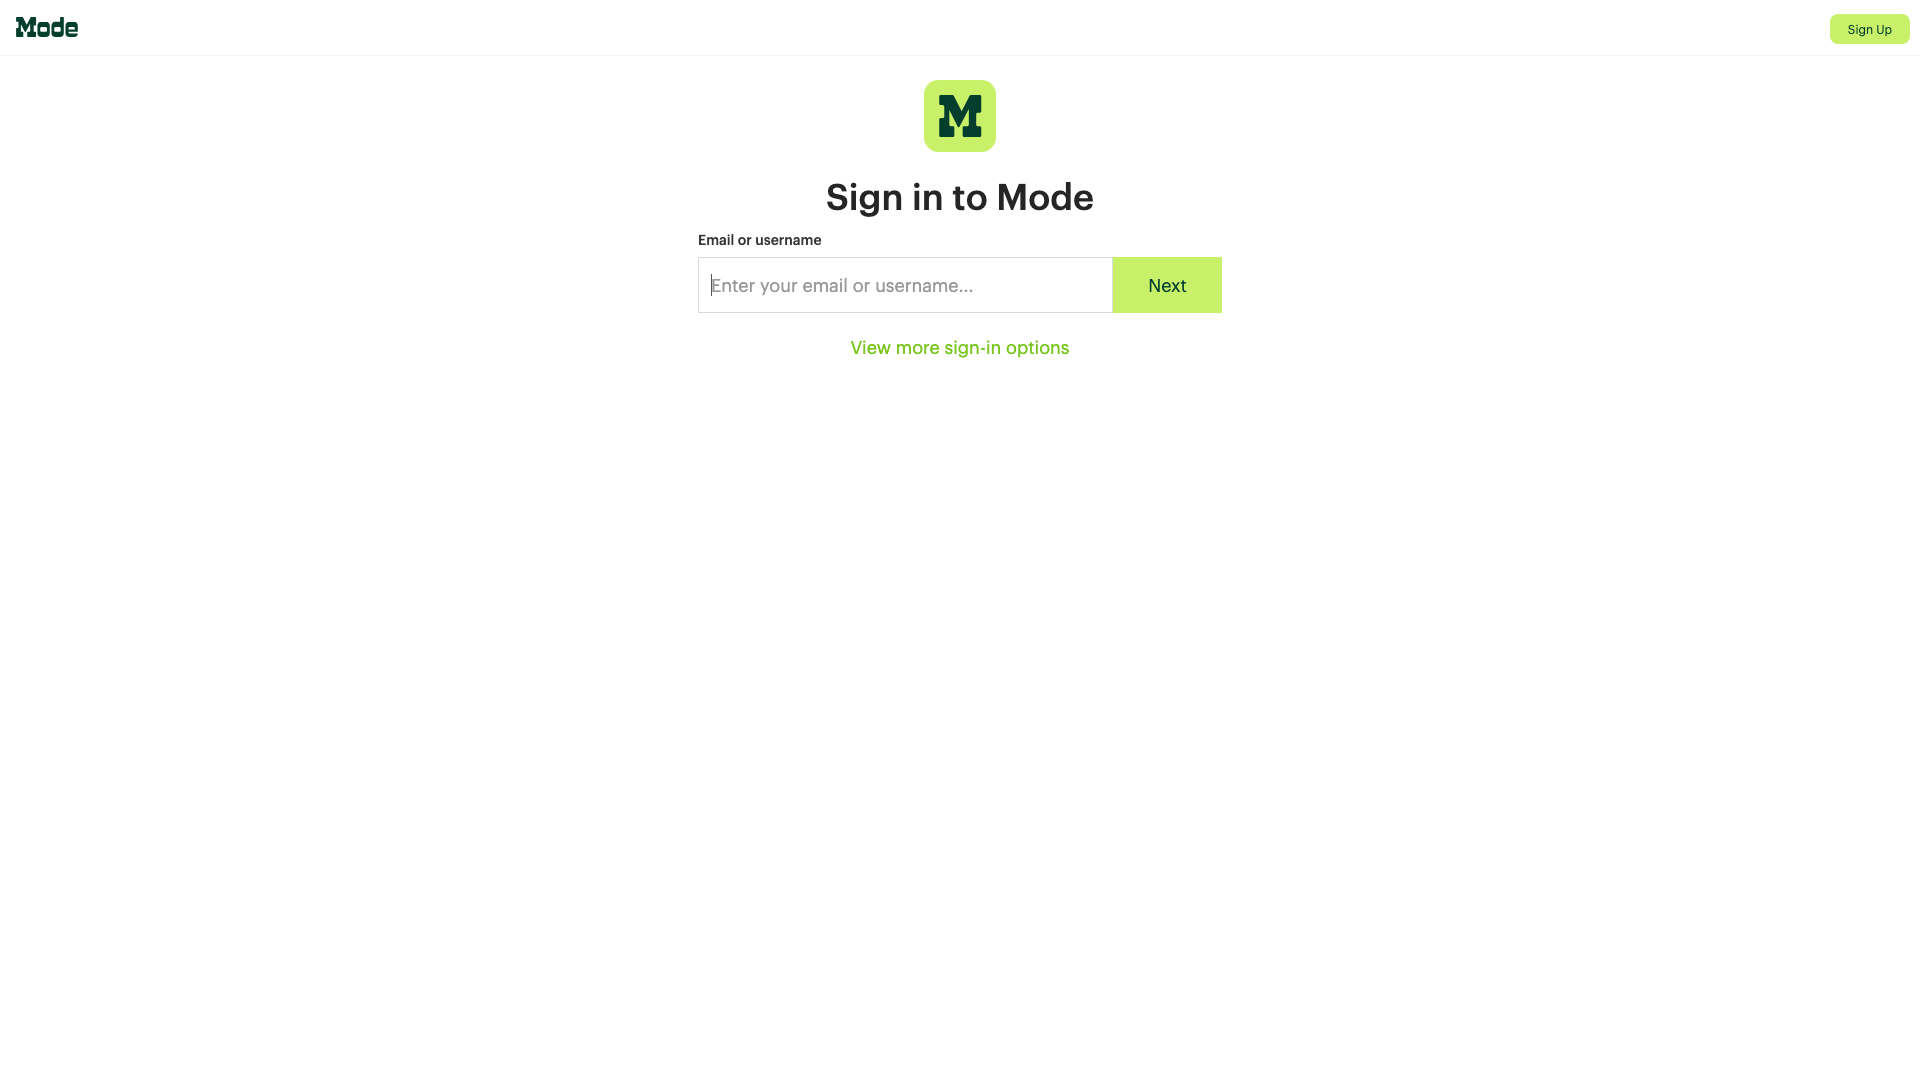 Mode
Sign Up
M
Sign in to Mode
Email or username
Enter your email or username...
Next
View more sign-in options